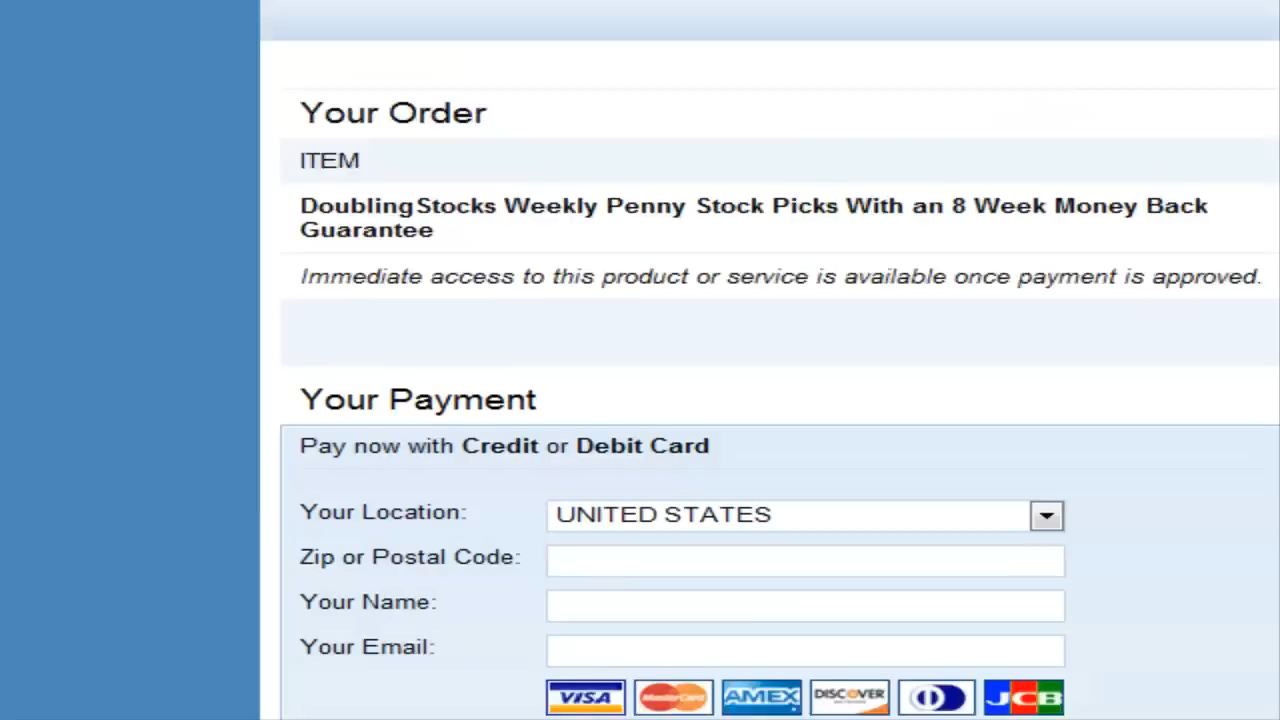 Your Order
ITEM
DoublingStocks Weekly Penny Stock Picks With an 8 Week Money Back
Guarantee
Immediate access to this product or service is available once payment is approved.
Your Payment
Pay now with Credit or Debit Card
Your Location: UNITED STATES
Zip or Postal Code:
Your Name:
Your Email:
VISA MasterCard AMEX DISCOVER JCB